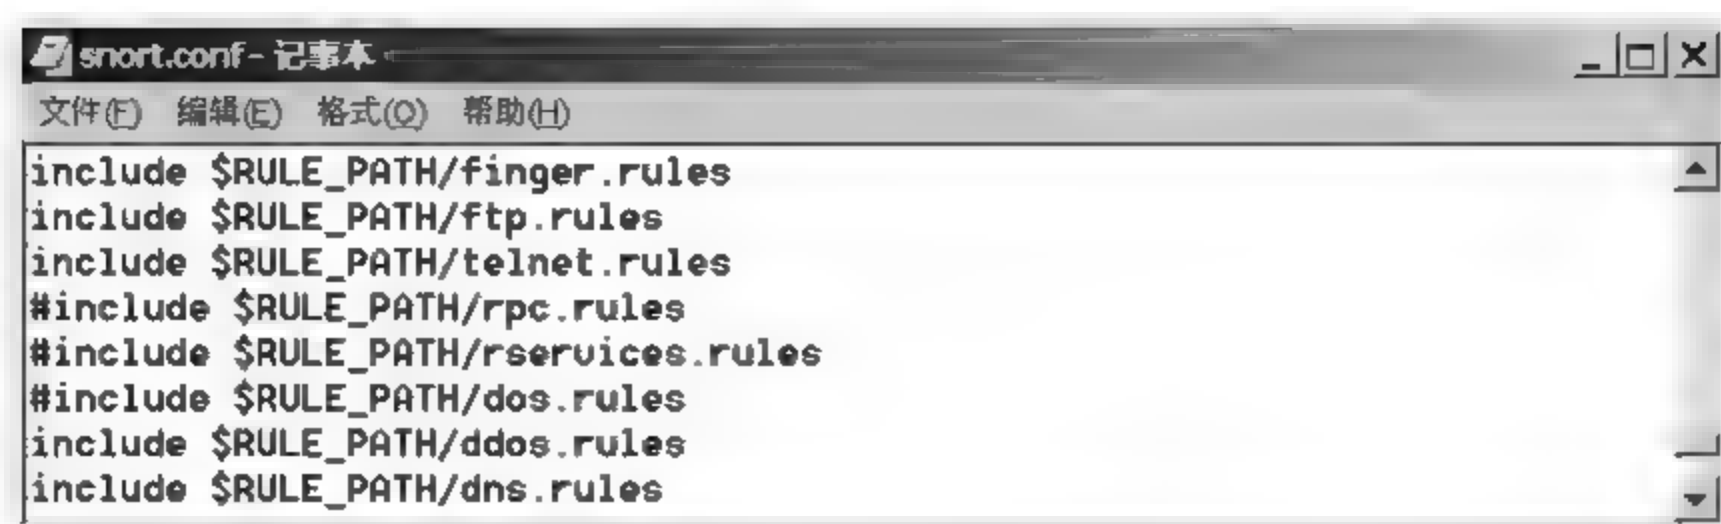 snort.conf - 记事本
文件(F) 编辑(E) 格式(O) 帮助(H)
include $RULE_PATH/finger.rules
include $RULE_PATH/ftp.rules
include $RULE_PATH/telnet.rules
#include $RULE_PATH/rpc.rules
#include $RULE_PATH/rservices.rules
#include $RULE_PATH/dos.rules
include $RULE_PATH/ddos.rules
include $RULE_PATH/dns.rules